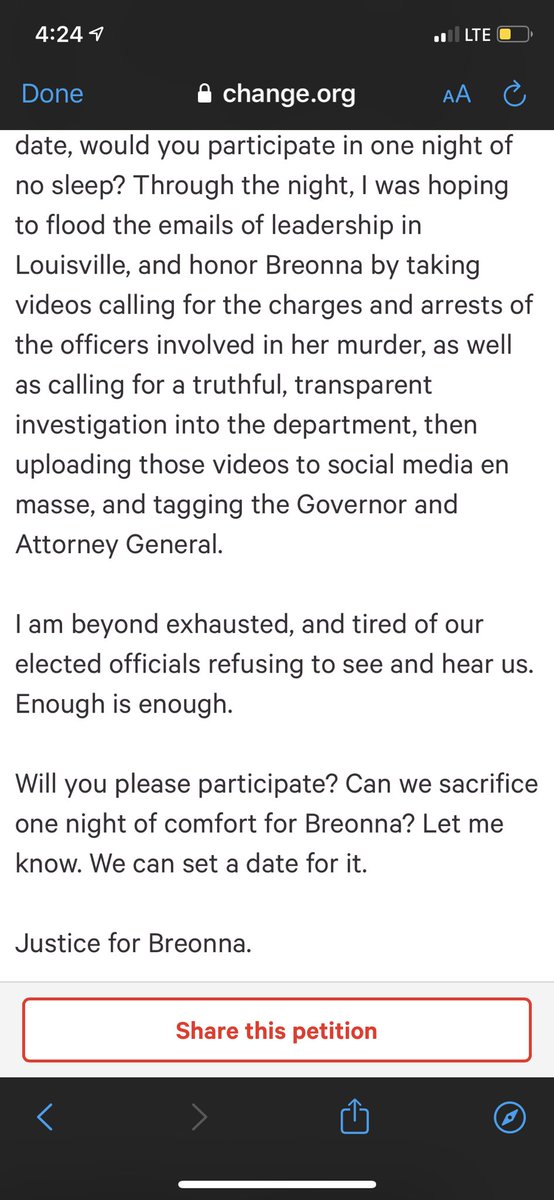 4:24
LTE
Done
change.org
AA
date, would you participate in one night of
no sleep? Through the night, I was hoping
to flood the emails of leadership in
Louisville, and honor Breonna by taking
videos calling for the charges and arrests of
the officers involved in her murder, as well
as calling for a truthful, transparent
investigation into the department, then
uploading those videos to social media en
masse, and tagging the Governor and
Attorney General.
I am beyond exhausted, and tired of our
elected officials refusing to see and hear us.
Enough is enough.
Will you please participate? Can we sacrifice
one night of comfort for Breonna? Let me
know. We can set a date for it.
Justice for Breonna.
Share this petition